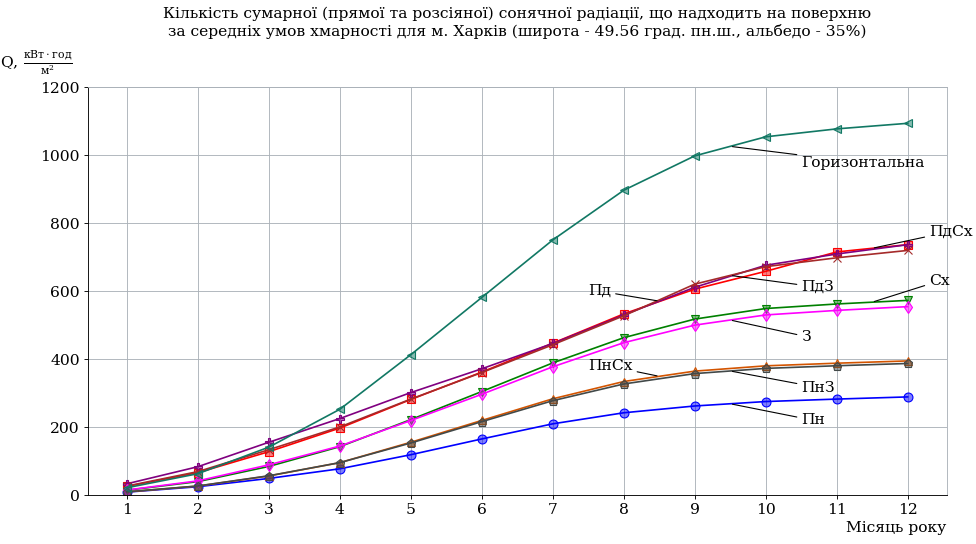 Кількість сумарної (прямої та розсіяної) сонячної радіації, що надходить на поверхню
за середніх умов хмарності для м. Харків (широта - 49.56 град. пн.ш., альбедо - 35%)
Q, кВт · год
м²
1200
1000
Горизонтальна
800
ПдСх
600
Пд
ПдЗ
Сх
З
400
ПнСх
ПнЗ
Пн
200
0
1 2 3 4 5 6 7 8 9 10 11 12
Місяць року